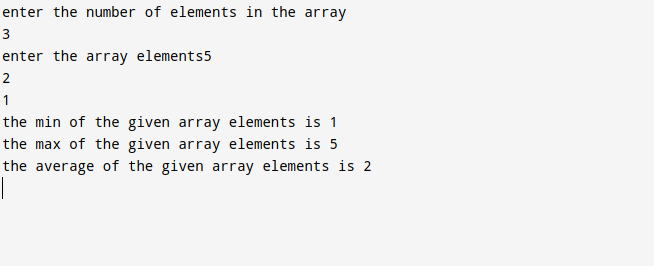 enter the number of elements in the array
3
enter the array elements5
2
1
the min of the given array elements is 1
the max of the given array elements is 5
the average of the given array elements is 2